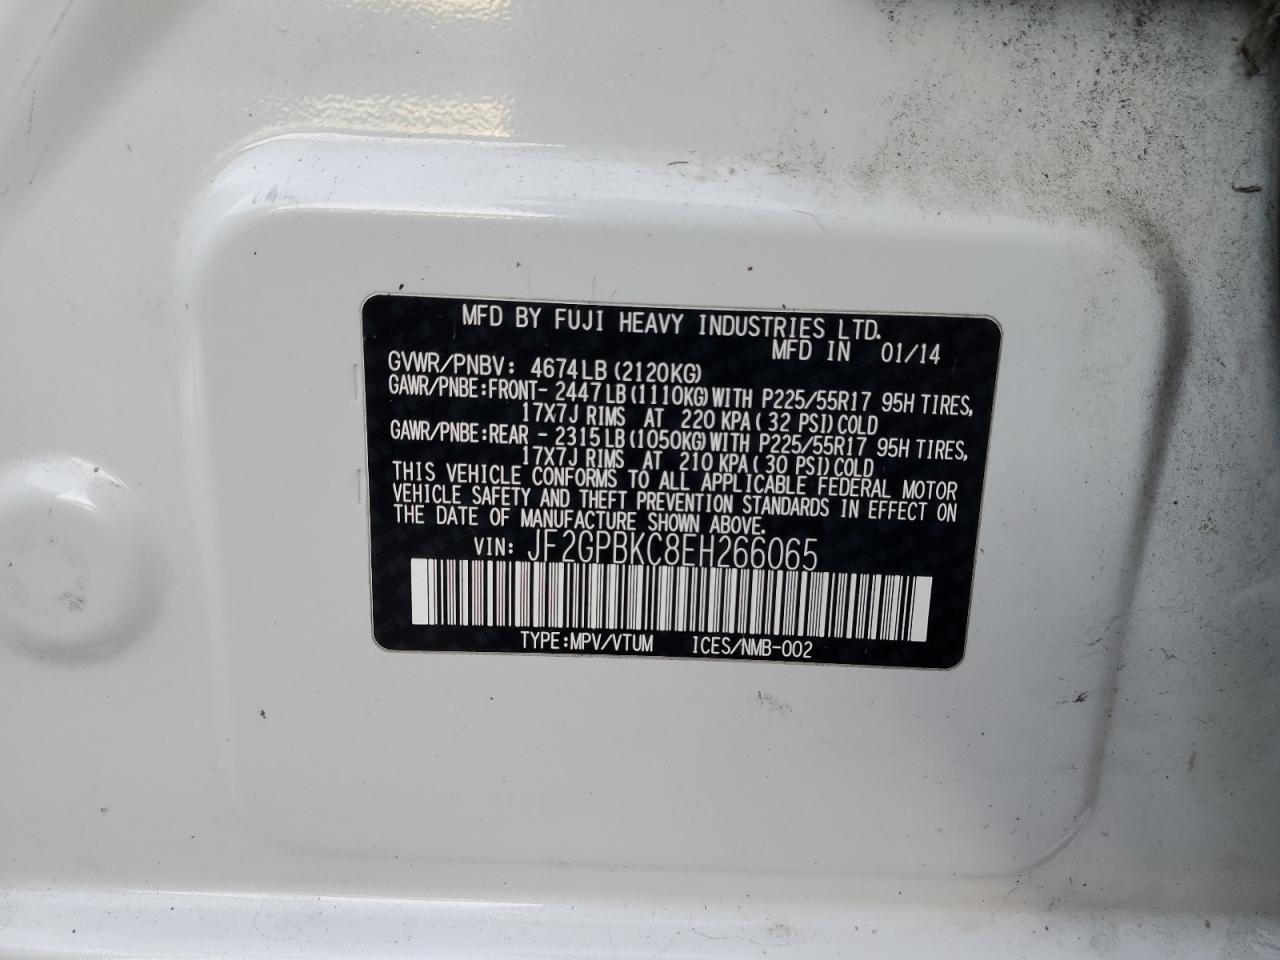 MFD BY FUJI HEAVY INDUSTRIES LTD.
MFD IN 01/14
GVWR/PNBV: 4674LB(2120KG)
GAWR/PNBE:FRONT- 2447LB(1110KG)WITH P225/55R17 95H TIRES,
17X7J RIMS AT 220 KPA( 32 PSI)COLD
GAWR/PNBE:REAR - 2315LB(1050KG)WITH P225/55R17 95H TIRES,
17X7J RIMS AT 210 KPA( 30 PSI)COLD
THIS VEHICLE CONFORMS TO ALL APPLICABLE FEDERAL MOTOR
VEHICLE SAFETY AND THEFT PREVENTION STANDARDS IN EFFECT ON
THE DATE OF MANUFACTURE SHOWN ABOVE.
VIN: JF2GPBKC8EH266065
TYPE:MPV/VTUM ICES/NMB-002